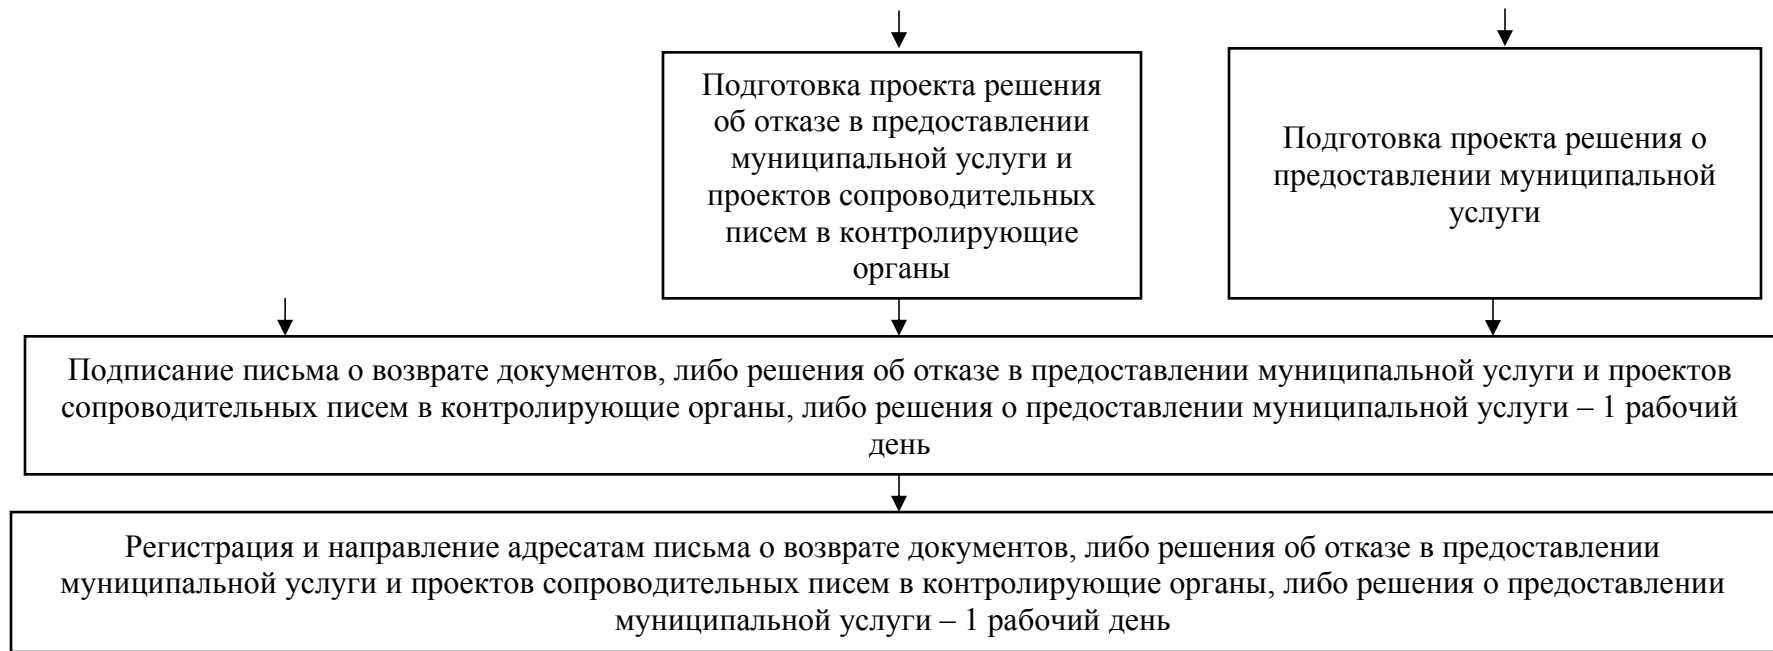 Подготовка проекта решения
об отказе в предоставлении
муниципальной услуги и
проектов сопроводительных
писем в контролирующие
органы
Подготовка проекта решения о
предоставлении муниципальной
услуги
Подписание письма о возврате документов, либо решения об отказе в предоставлении муниципальной услуги и проектов
сопроводительных писем в контролирующие органы, либо решения о предоставлении муниципальной услуги – 1 рабочий
день
Регистрация и направление адресатам письма о возврате документов, либо решения об отказе в предоставлении
муниципальной услуги и проектов сопроводительных писем в контролирующие органы, либо решения о предоставлении
муниципальной услуги – 1 рабочий день